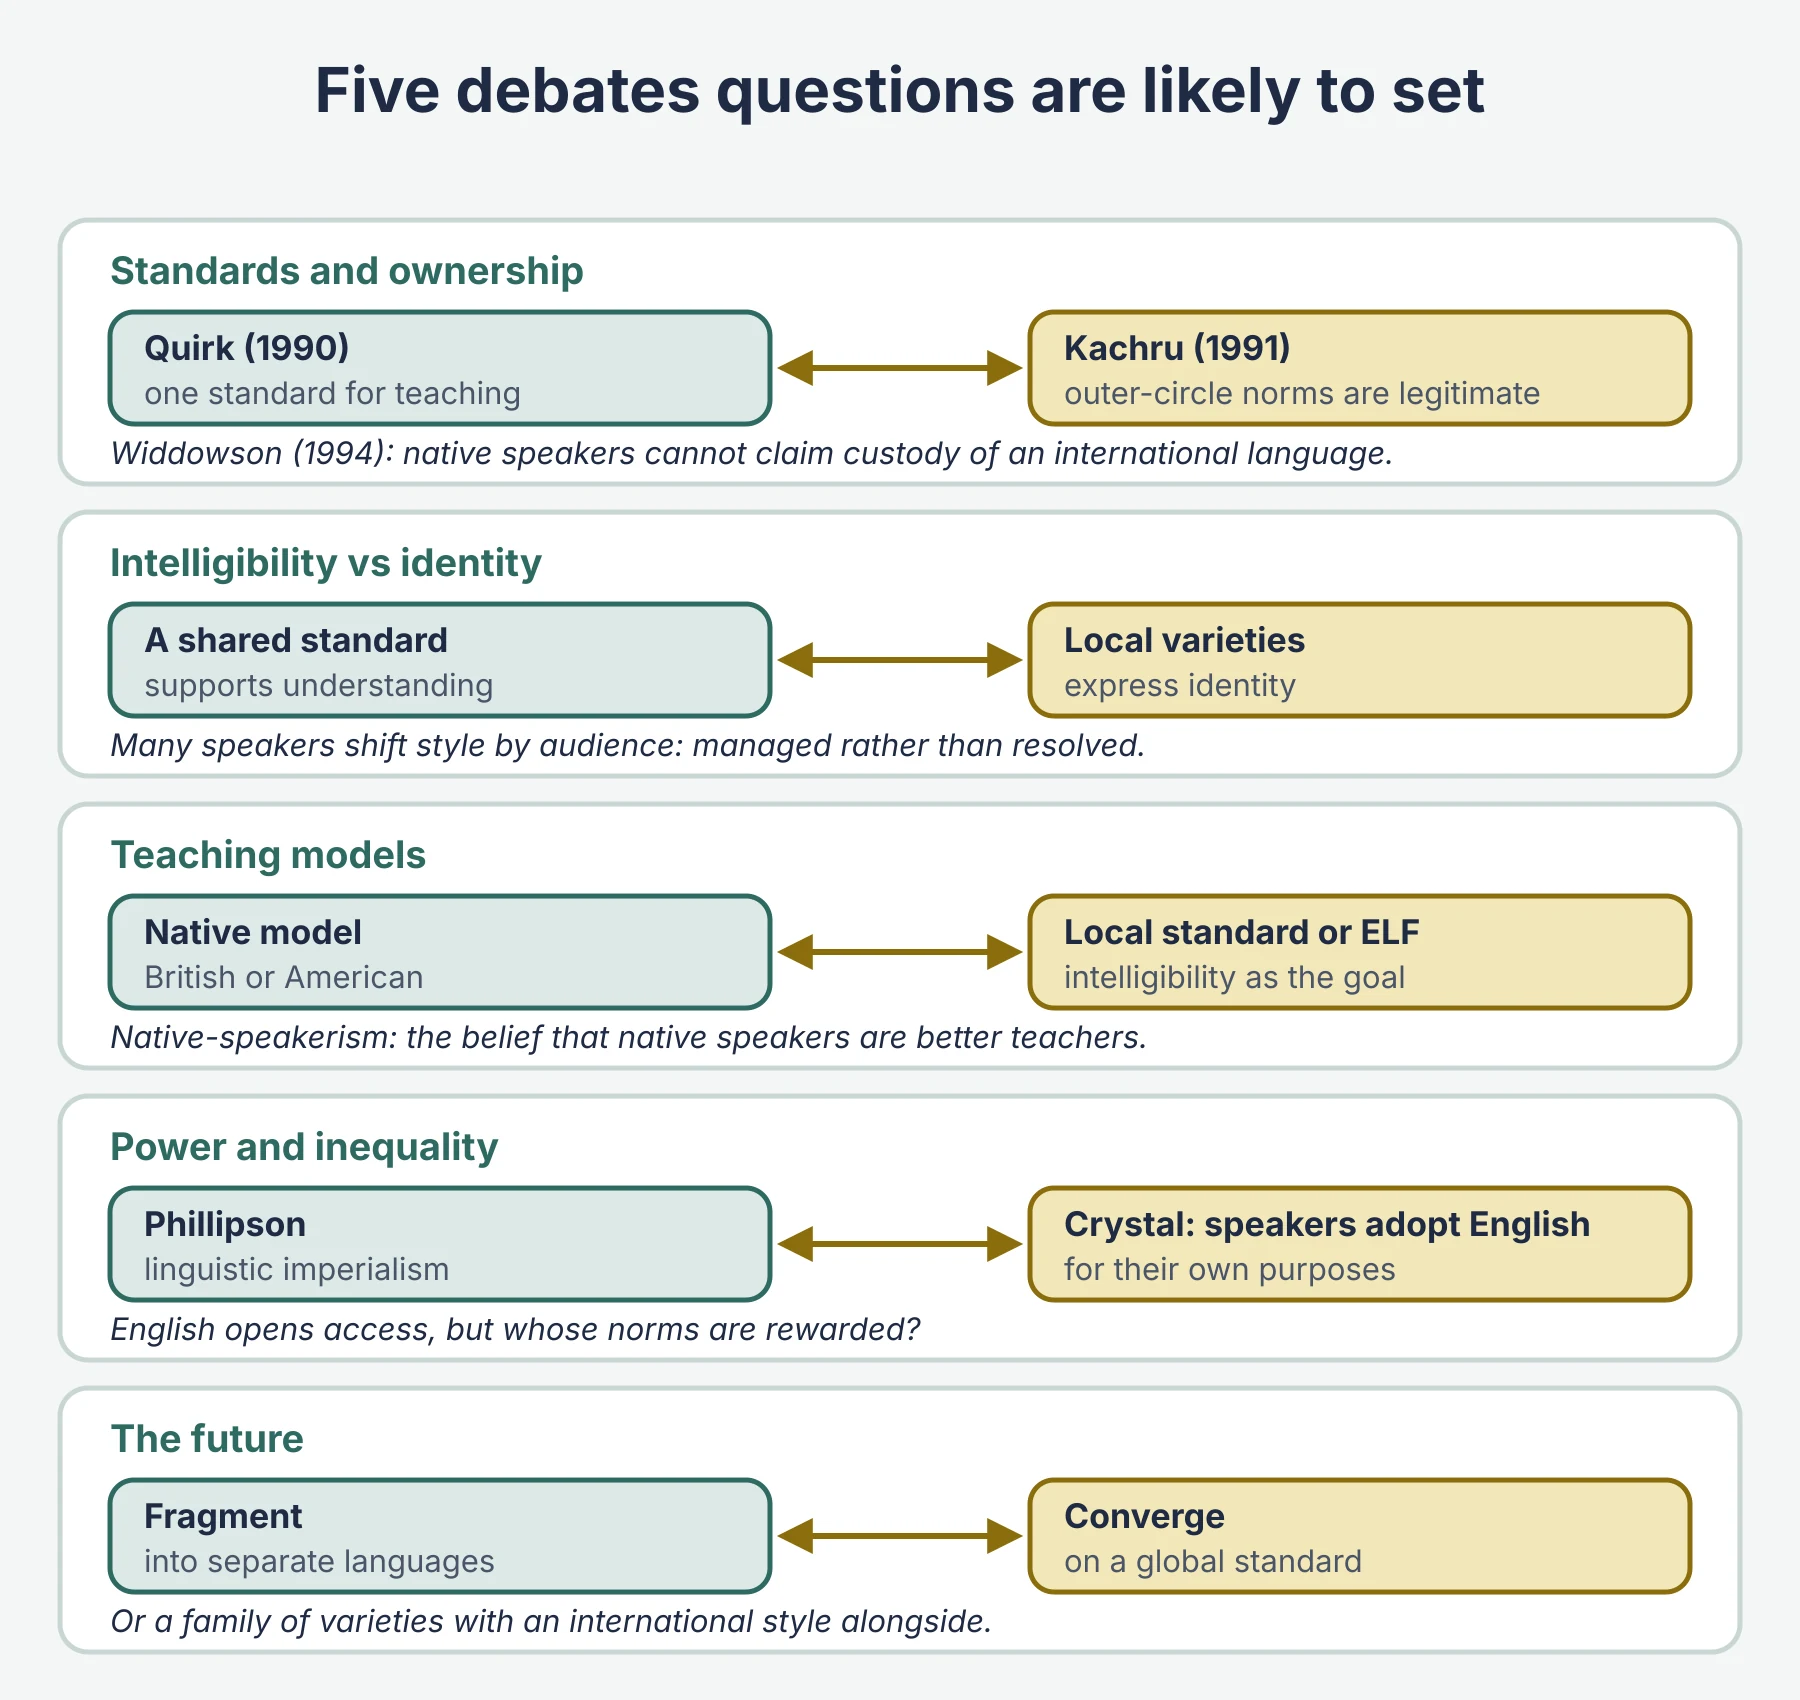 Five debates questions are likely to set
Standards and ownership
Quirk (1990)
one standard for teaching
Kachru (1991)
outer-circle norms are legitimate
Widdowson (1994): native speakers cannot claim custody of an international language.
Intelligibility vs identity
A shared standard
supports understanding
Local varieties
express identity
Many speakers shift style by audience: managed rather than resolved.
Teaching models
Native model
British or American
Local standard or ELF
intelligibility as the goal
Native-speakerism: the belief that native speakers are better teachers.
Power and inequality
Phillipson
linguistic imperialism
Crystal: speakers adopt English
for their own purposes
English opens access, but whose norms are rewarded?
The future
Fragment
into separate languages
Converge
on a global standard
Or a family of varieties with an international style alongside.